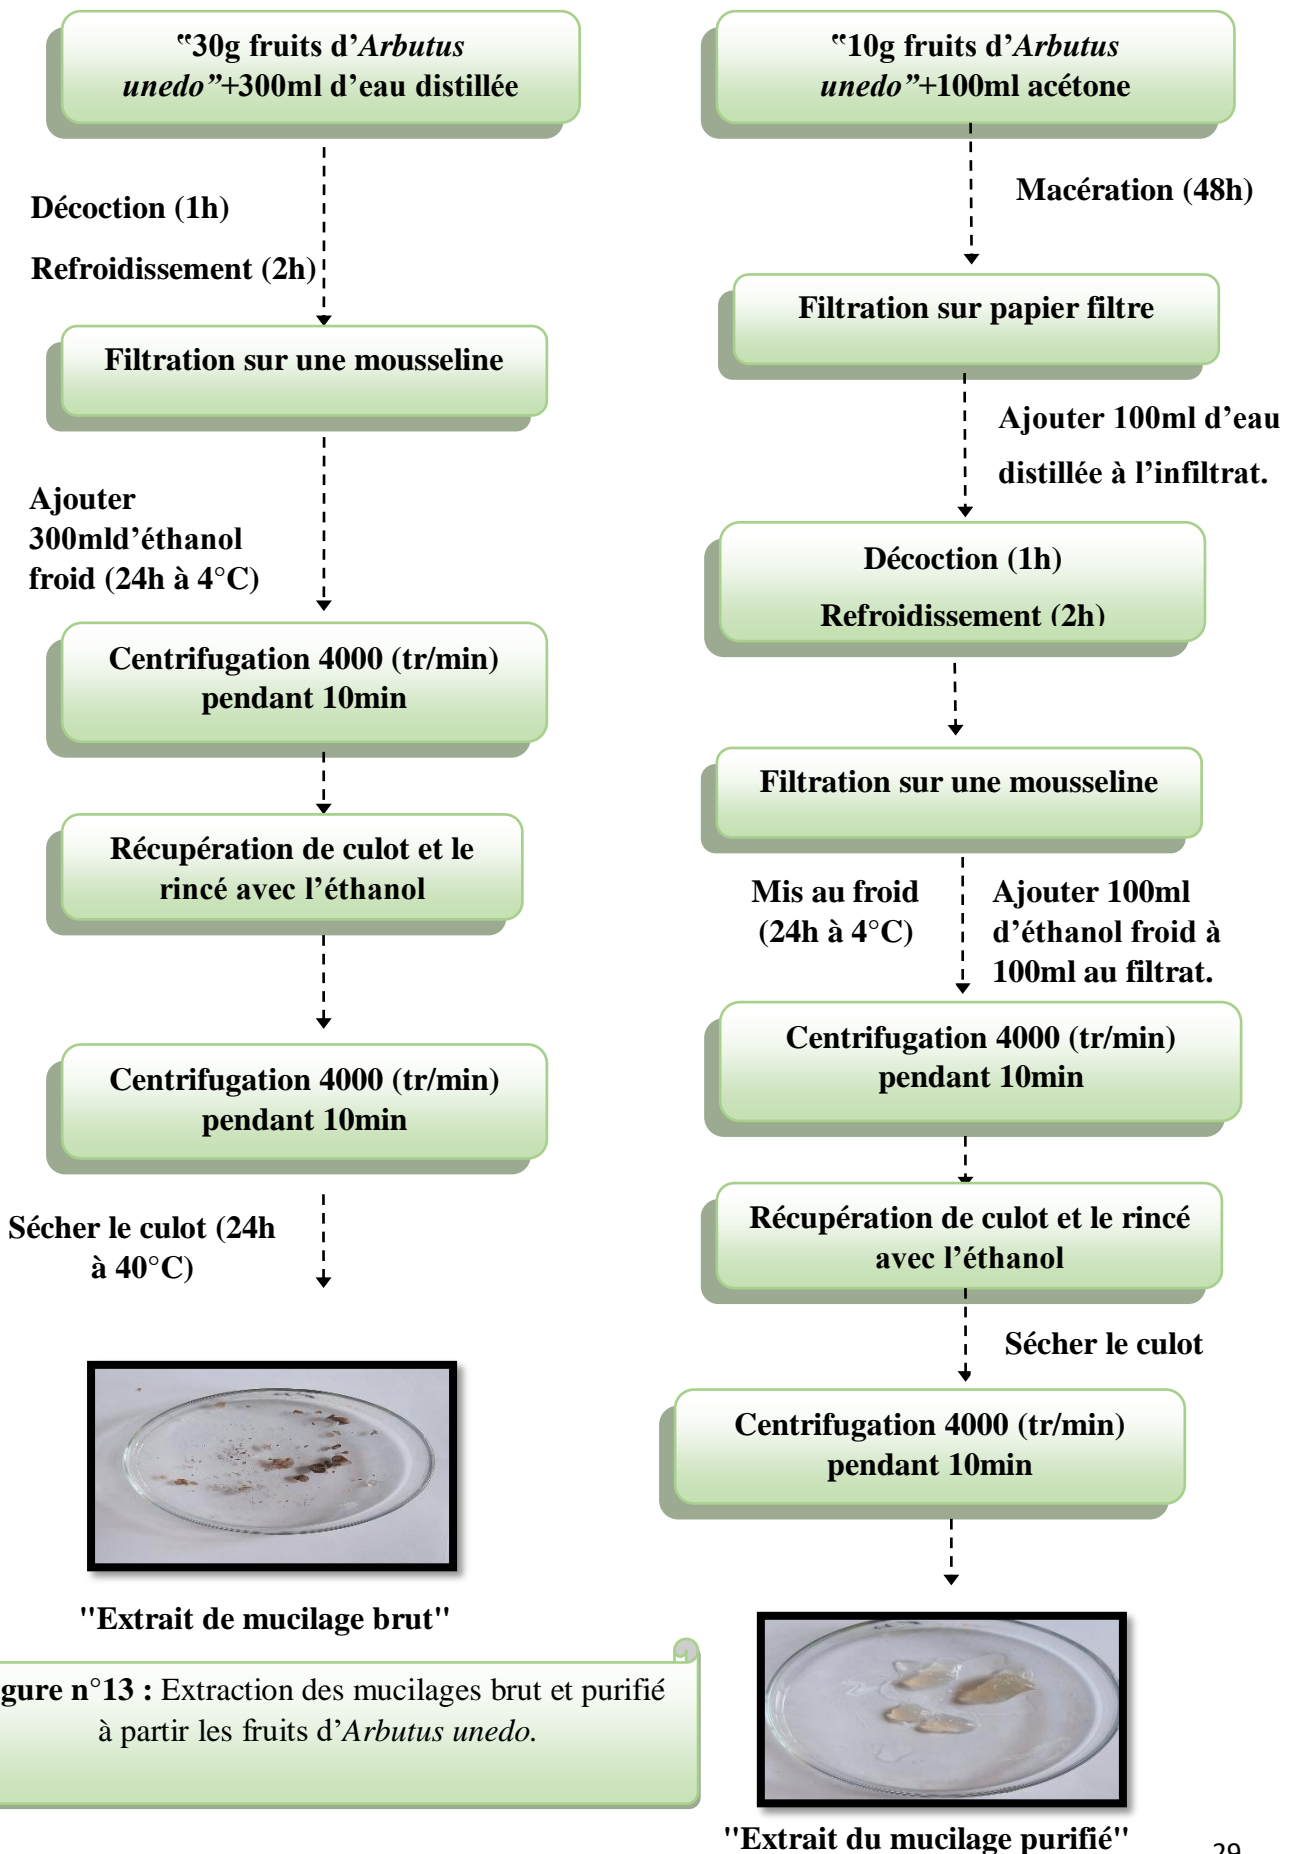 "30g fruits d'Arbutus
unedo"+300ml d'eau distillée
Décoction (1h)
Refroidissement (2h)
Filtration sur une mousseline
Ajouter
300mld'éthanol
froid (24h à 4°C)
Centrifugation 4000 (tr/min)
pendant 10min
Récupération de culot et le
rincé avec l'éthanol
Centrifugation 4000 (tr/min)
pendant 10min
Sécher le culot (24h
à 40°C)
"Extrait de mucilage brut"
gure n°13 : Extraction des mucilages brut et purifié
à partir les fruits d'Arbutus unedo.
"10g fruits d'Arbutus
unedo"+100ml acétone
Macération (48h)
Filtration sur papier filtre
Ajouter 100ml d'eau
distillée à l'infiltrat.
Décoction (1h)
Refroidissement (2h)
Filtration sur une mousseline
Mis au froid
(24h à 4°C)
Ajouter 100ml
d'éthanol froid à
100ml au filtrat.
Centrifugation 4000 (tr/min)
pendant 10min
Récupération de culot et le rincé
avec l'éthanol
Sécher le culot
Centrifugation 4000 (tr/min)
pendant 10min
"Extrait du mucilage purifié"
29